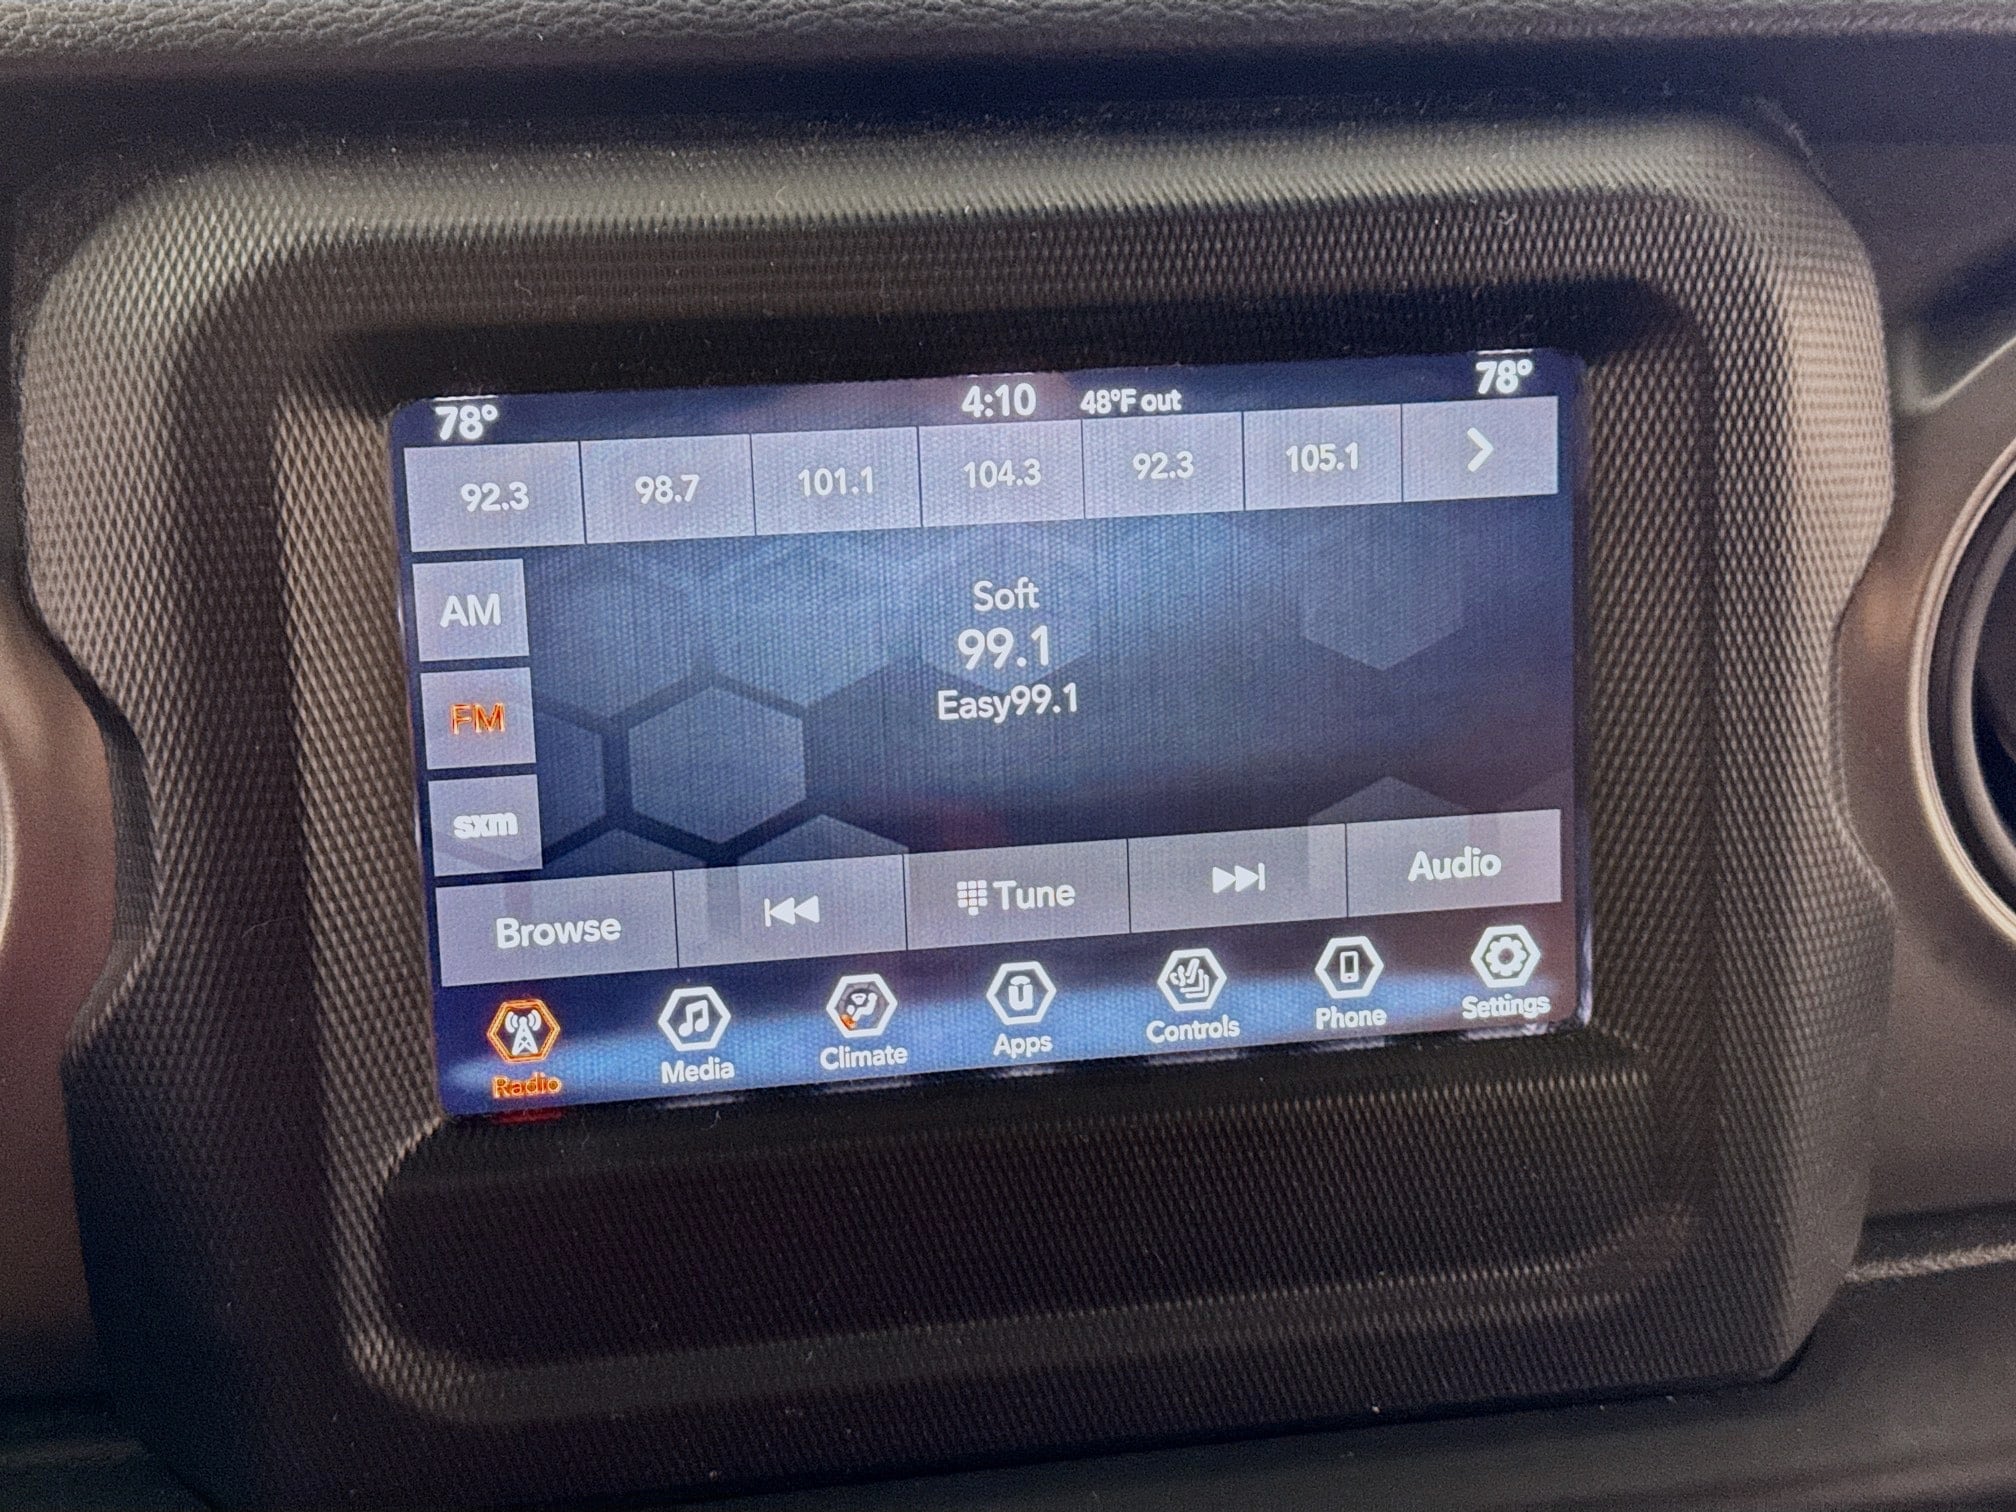 78° 4:10 48°F out 78°
92.3 98.7 101.1 104.3 92.3 105.1
AM
FM
sxm
Soft
99.1
Easy99.1
Browse Tune Audio
Radio Media Climate Apps Controls Phone Settings